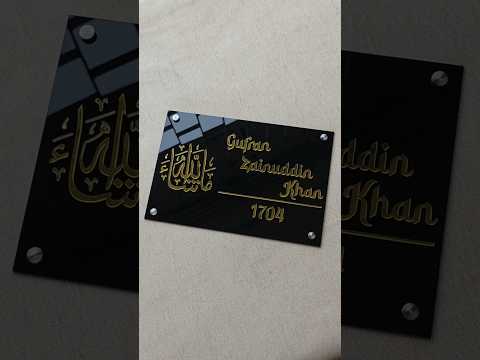 ما شاء الله
Gufran
Zainuddin
Khan
1704